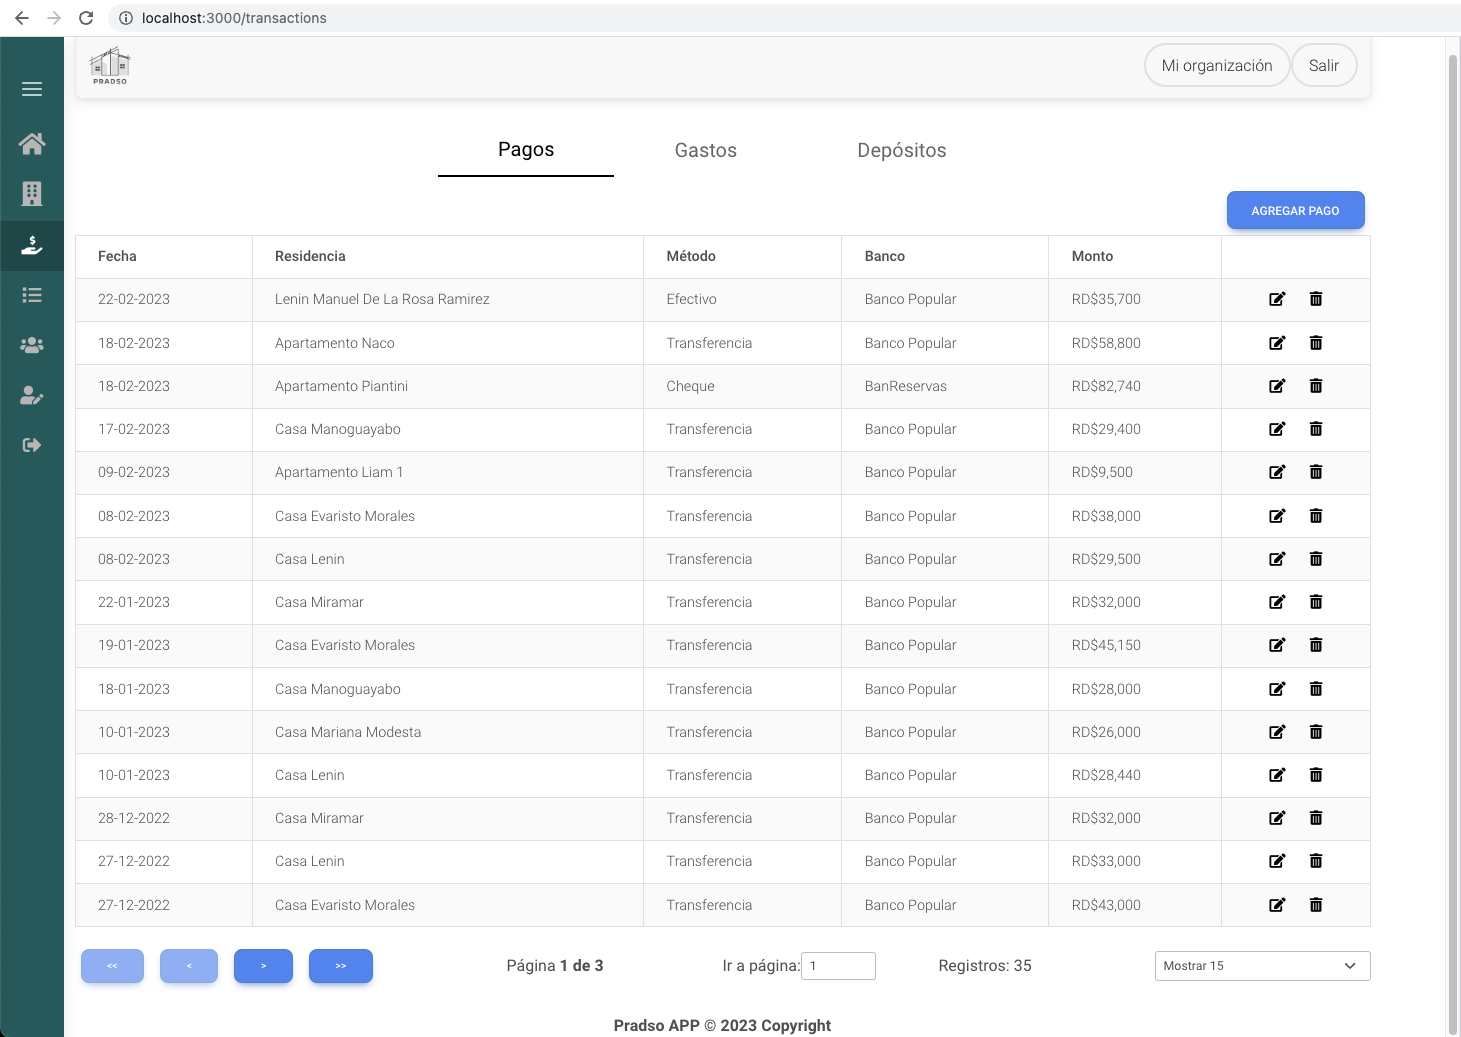 localhost:3000/transactions
PRADSO
Mi organización Salir
Pagos Gastos Depósitos
AGREGAR PAGO
Fecha Residencia Método Banco Monto
22-02-2023 Lenin Manuel De La Rosa Ramirez Efectivo Banco Popular RD$35,700
18-02-2023 Apartamento Naco Transferencia Banco Popular RD$58,800
18-02-2023 Apartamento Piantini Cheque BanReservas RD$82,740
17-02-2023 Casa Manoguayabo Transferencia Banco Popular RD$29,400
09-02-2023 Apartamento Liam 1 Transferencia Banco Popular RD$9,500
08-02-2023 Casa Evaristo Morales Transferencia Banco Popular RD$38,000
08-02-2023 Casa Lenin Transferencia Banco Popular RD$29,500
22-01-2023 Casa Miramar Transferencia Banco Popular RD$32,000
19-01-2023 Casa Evaristo Morales Transferencia Banco Popular RD$45,150
18-01-2023 Casa Manoguayabo Transferencia Banco Popular RD$28,000
10-01-2023 Casa Mariana Modesta Transferencia Banco Popular RD$26,000
10-01-2023 Casa Lenin Transferencia Banco Popular RD$28,440
28-12-2022 Casa Miramar Transferencia Banco Popular RD$32,000
27-12-2022 Casa Lenin Transferencia Banco Popular RD$33,000
27-12-2022 Casa Evaristo Morales Transferencia Banco Popular RD$43,000
<< < > >> Página 1 de 3 Ir a página: 1 Registros: 35 Mostrar 15
Pradso APP © 2023 Copyright